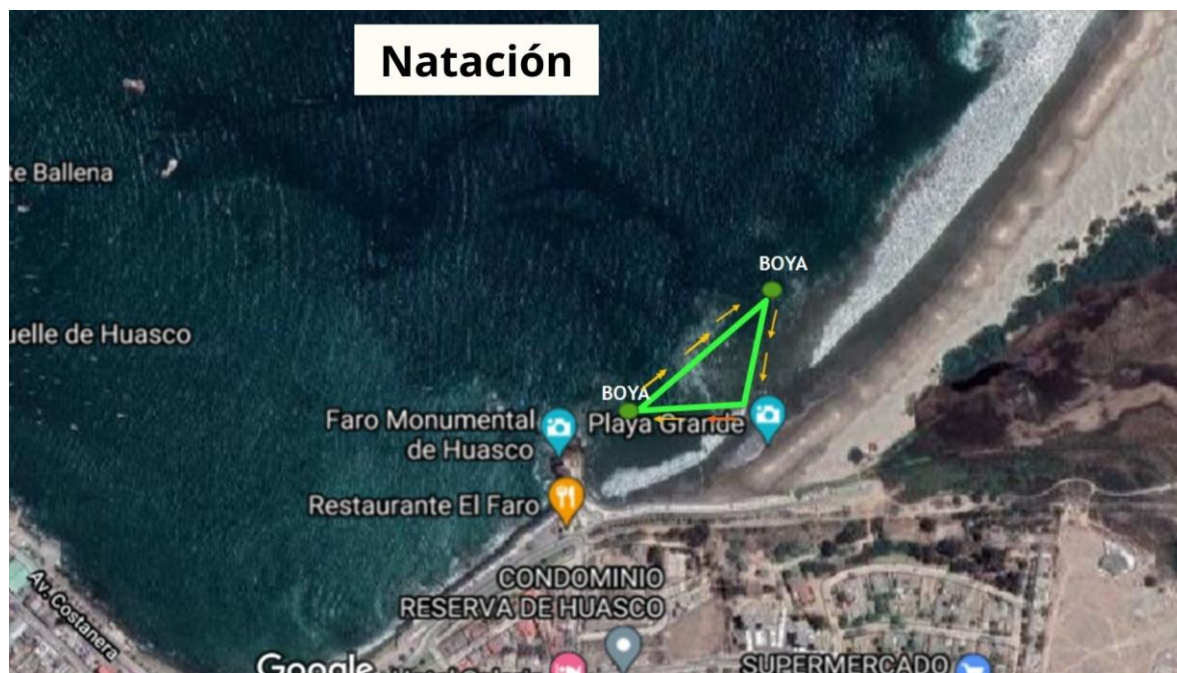 Natación
te Ballena
BOYA
uelle de Huasco
BOYA
Faro Monumental
de Huasco
Playa Grande
Restaurante El Faro
CONDOMINIO
RESERVA DE HUASCO
Av. Costanera
Google
SUPERMERCADO